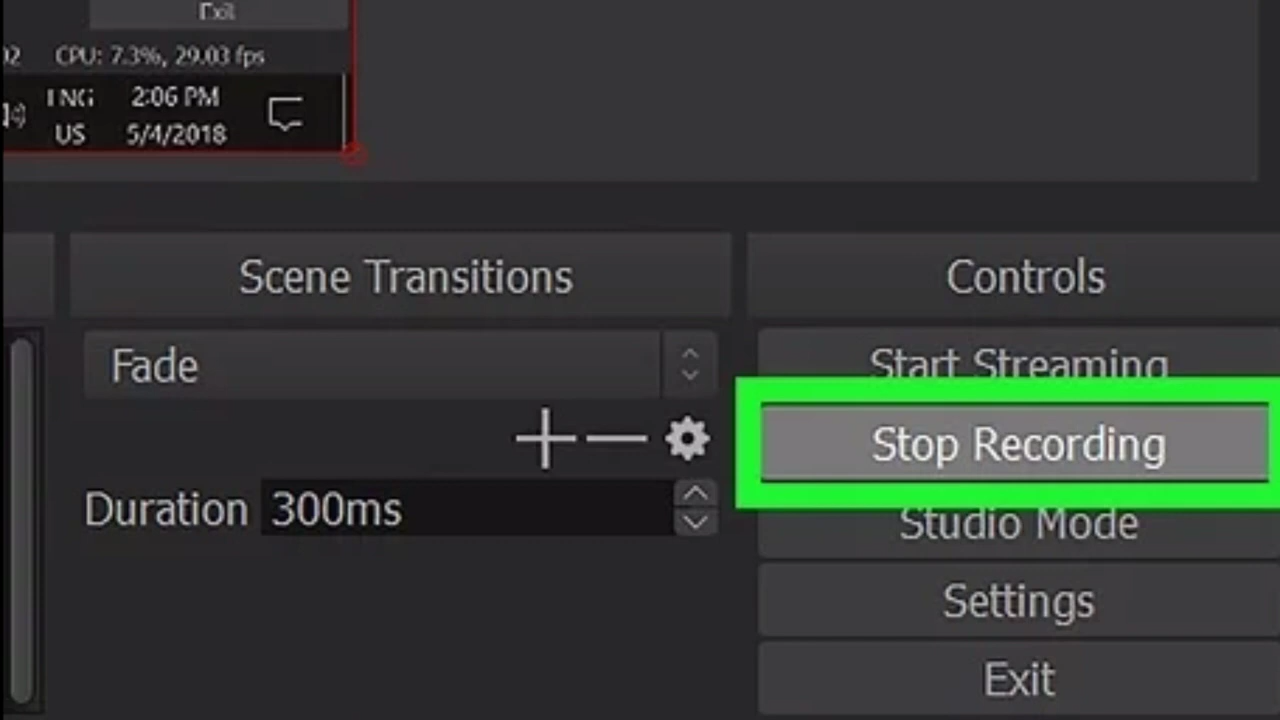 Exit
02 CPU: 7.3%, 29.03 fps
ENG 2:06 PM
US 5/4/2018
Scene Transitions
Controls
Fade
Start Streaming
Stop Recording
Duration 300ms
Studio Mode
Settings
Exit